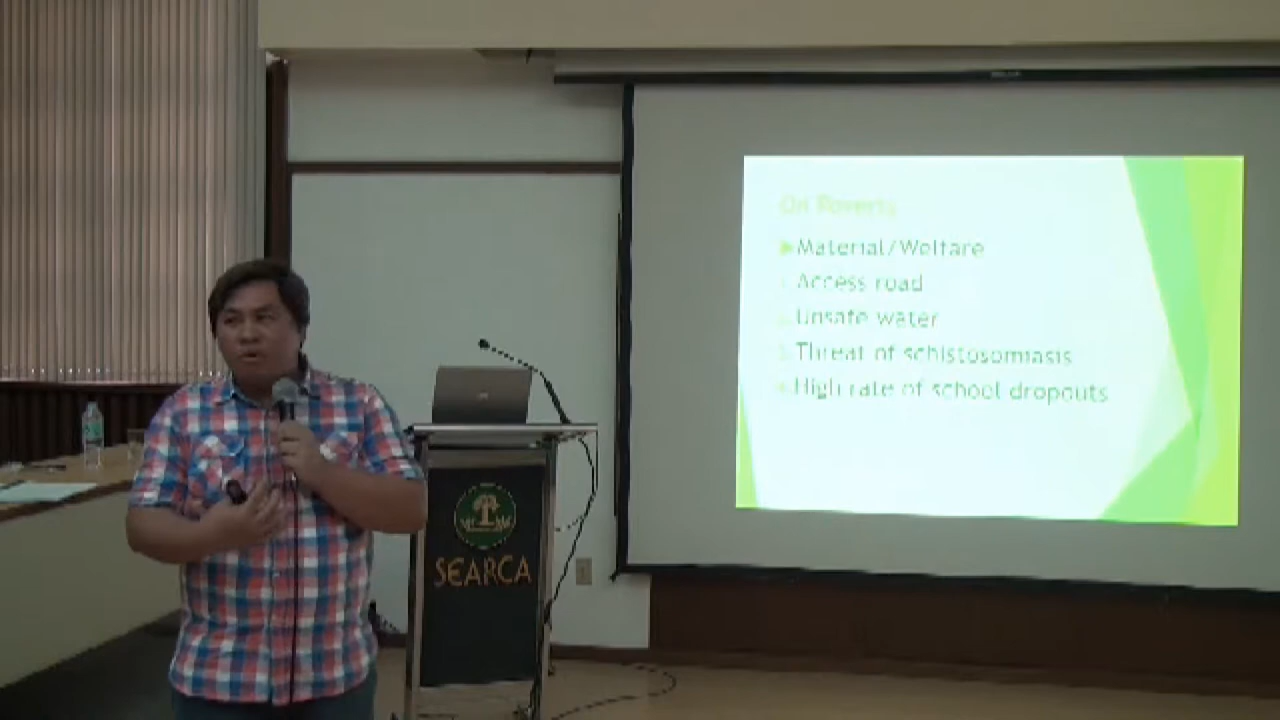 On Poverty
Material/Welfare
Access road
Unsafe water
Threat of schistosomiasis
High rate of school dropouts
SEARCA